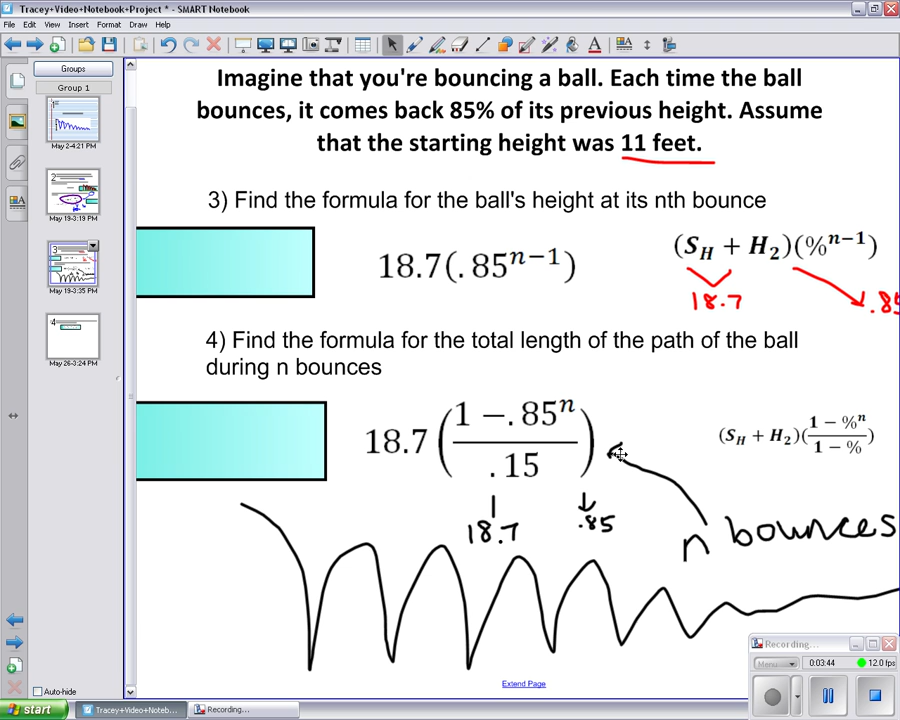 Tracey+Video+Notebook+Project * - SMART Notebook
File Edit View Insert Format Draw Help
Groups
Group 1
May 2-4:21 PM
2
May 19-3:19 PM
3
May 19-3:35 PM
4
May 26-3:24 PM
Imagine that you're bouncing a ball. Each time the ball
bounces, it comes back 85% of its previous height. Assume
that the starting height was 11 feet.
3) Find the formula for the ball's height at its nth bounce
18.7(.85^{n−1})
(S_H + H_2)(%^{n−1})
18.7
4) Find the formula for the total length of the path of the ball
during n bounces
18.7((1 −.85^n)/.15)
(S_H + H_2)((1 − %^n)/(1 − %))
18.7
.85
n bounces
Extend Page
Recording...
Menu
03:44
12.0 fps
Auto-hide
start
Tracey+Video+Noteb...
Recording...